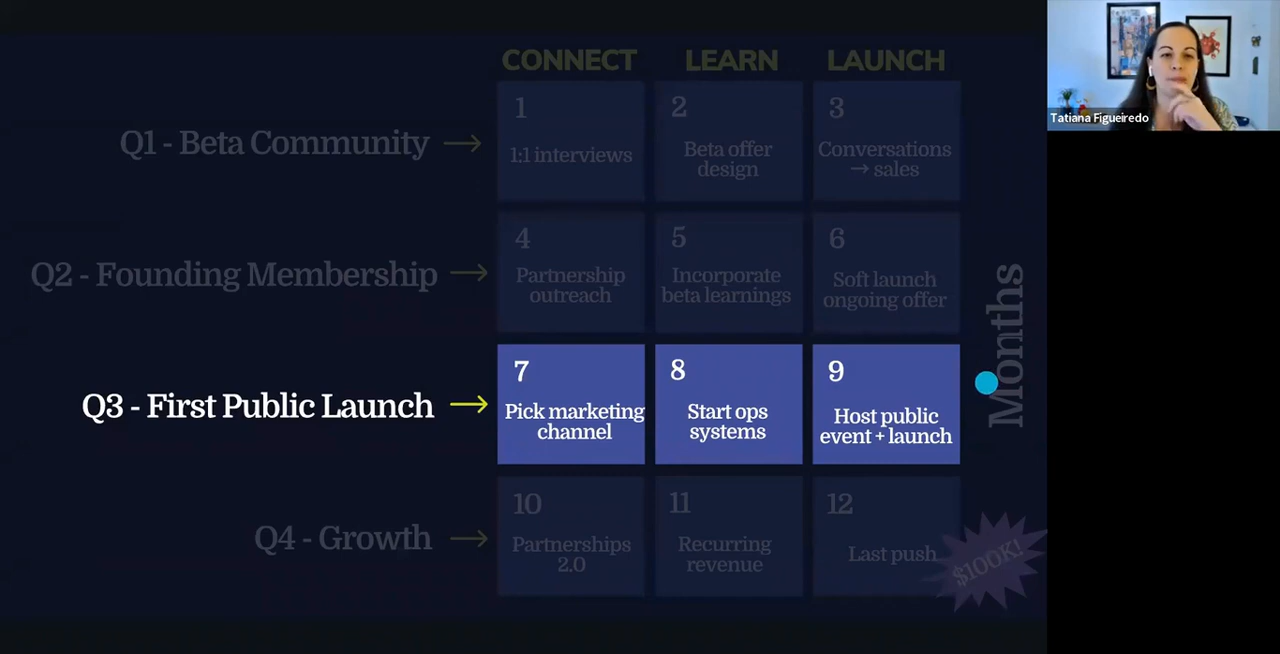 CONNECT LEARN LAUNCH
Tatiana Figueiredo
Q1 - Beta Community →
1
1:1 interviews
2
Beta offer
design
3
Conversations
→ sales
Q2 - Founding Membership →
4
Partnership
outreach
5
Incorporate
beta learnings
6
Soft launch
ongoing offer
Months
Q3 - First Public Launch →
7
Pick marketing
channel
8
Start ops
systems
9
Host public
event + launch
Q4 - Growth →
10
Partnerships
2.0
11
Recurring
revenue
12
Last push
$100K!